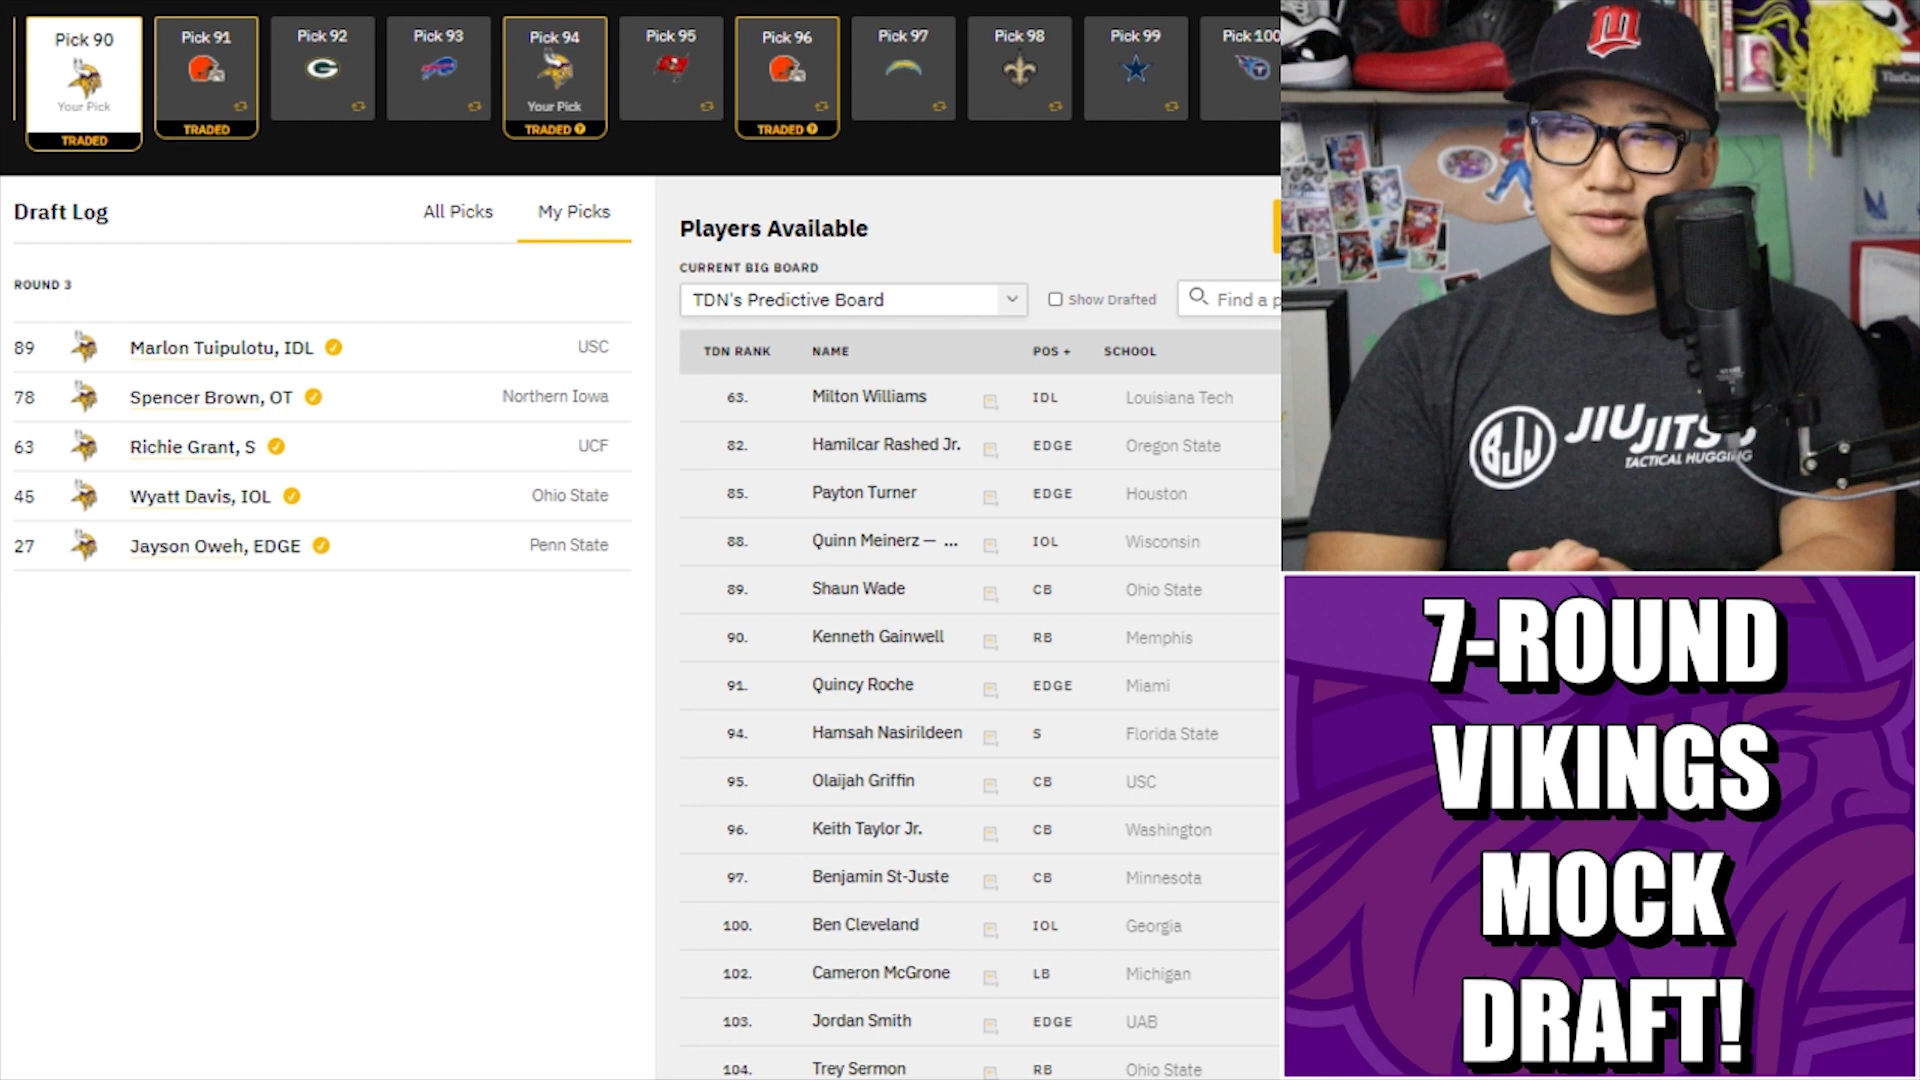 Pick 90
Your Pick
TRADED
Pick 91
TRADED
Pick 92
Pick 93
Pick 94
Your Pick
TRADED
Pick 95
Pick 96
TRADED
Pick 97
Pick 98
Pick 99
Pick 100
Draft Log
All Picks
My Picks
ROUND 3
89 Marlon Tuipulotu, IDL USC
78 Spencer Brown, OT Northern Iowa
63 Richie Grant, S UCF
45 Wyatt Davis, IOL Ohio State
27 Jayson Oweh, EDGE Penn State
Players Available
CURRENT BIG BOARD
TDN's Predictive Board
Show Drafted
Find a p
TDN RANK NAME POS + SCHOOL
63. Milton Williams IDL Louisiana Tech
82. Hamilcar Rashed Jr. EDGE Oregon State
85. Payton Turner EDGE Houston
88. Quinn Meinerz — ... IOL Wisconsin
89. Shaun Wade CB Ohio State
90. Kenneth Gainwell RB Memphis
91. Quincy Roche EDGE Miami
94. Hamsah Nasirildeen S Florida State
95. Olaijah Griffin CB USC
96. Keith Taylor Jr. CB Washington
97. Benjamin St-Juste CB Minnesota
100. Ben Cleveland IOL Georgia
102. Cameron McGrone LB Michigan
103. Jordan Smith EDGE UAB
104. Trey Sermon RB Ohio State
M
BJJ
JIU JITSU
TACTICAL HUGGING
7-ROUND
VIKINGS
MOCK
DRAFT!